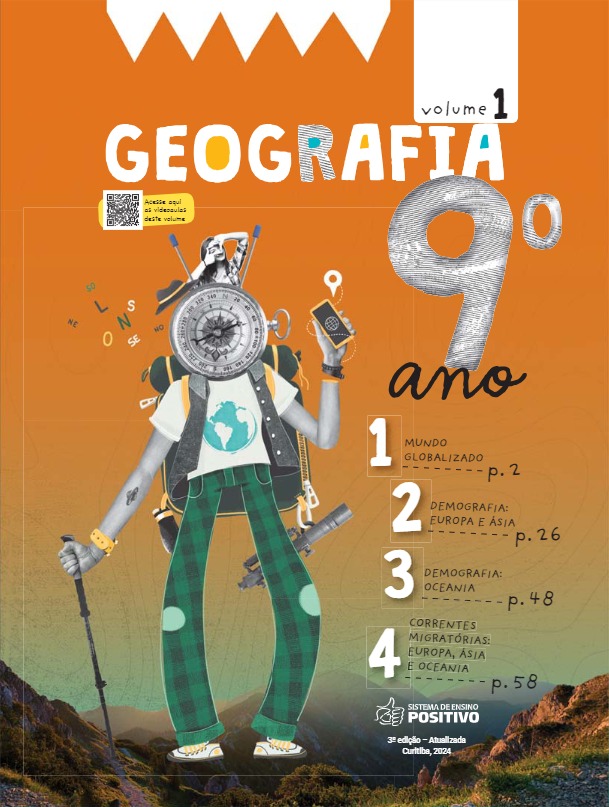 volume 1
GEOGRAFIA
Acesse aqui
as videoaulas
deste volume
9º
ano
SO
L
S
NE
N
NO
O
SE
1
MUNDO
GLOBALIZADO
p. 2
2
DEMOGRAFIA:
EUROPA E ÁSIA
p. 26
3
DEMOGRAFIA:
OCEANIA
p. 48
4
CORRENTES
MIGRATÓRIAS:
EUROPA, ÁSIA
E OCEANIA
p. 58
SISTEMA DE ENSINO
POSITIVO
3ª edição – Atualizada
Curitiba, 2024